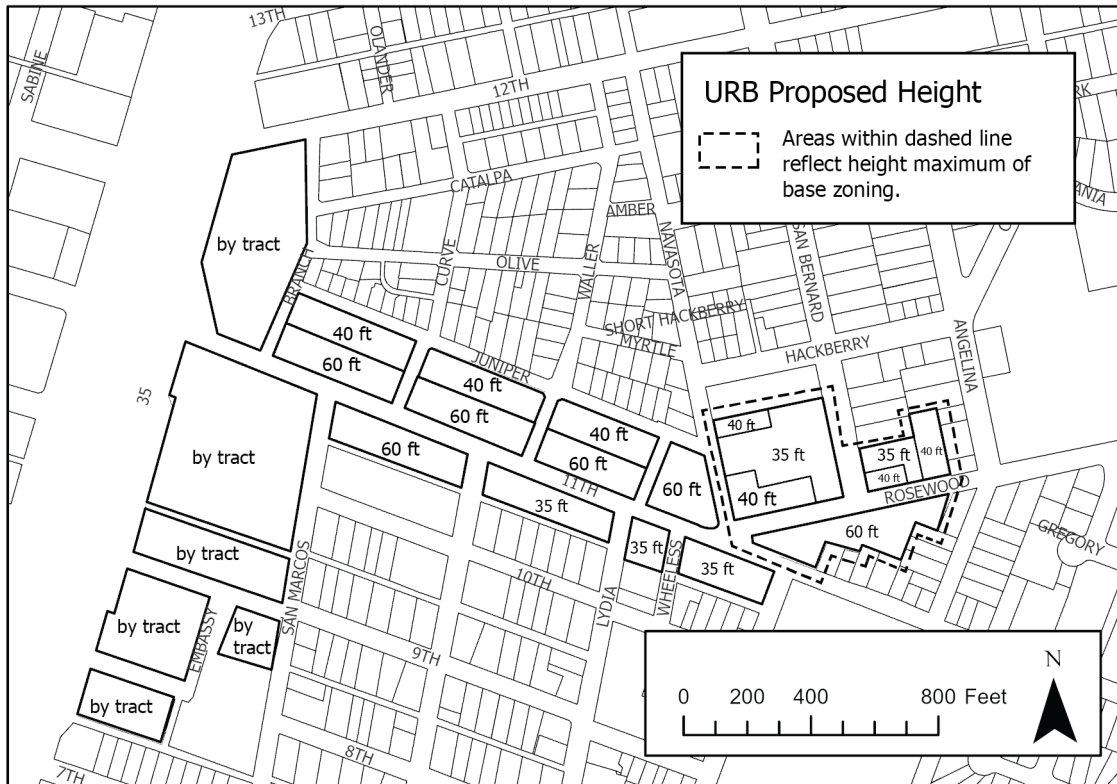 13TH
OLANDER
SABINE
12TH
URB Proposed Height
Areas within dashed line
reflect height maximum of
base zoning.
RK
ANIA
CATALPA
AMBER
NAVASOTA
SAN BERNARD
by tract
BRANCH
CURVE
OLIVE
WALLER
SHORT HACKBERRY
MYRTLE
HACKBERRY
ANGELINA
40 ft
60 ft
JUNIPER
40 ft
60 ft
35
40 ft
60 ft
60 ft
11TH
40 ft
35 ft
40 ft
35 ft
40 ft
40 ft
ROSEWOOD
60 ft
GREGORY
by tract
60 ft
35 ft
35 ft
35 ft
WHEELESS
LYDIA
10TH
by tract
SAN MARCOS
by tract
EMBASSY
by
tract
9TH
by tract
8TH
7TH
0 200 400 800 Feet
N